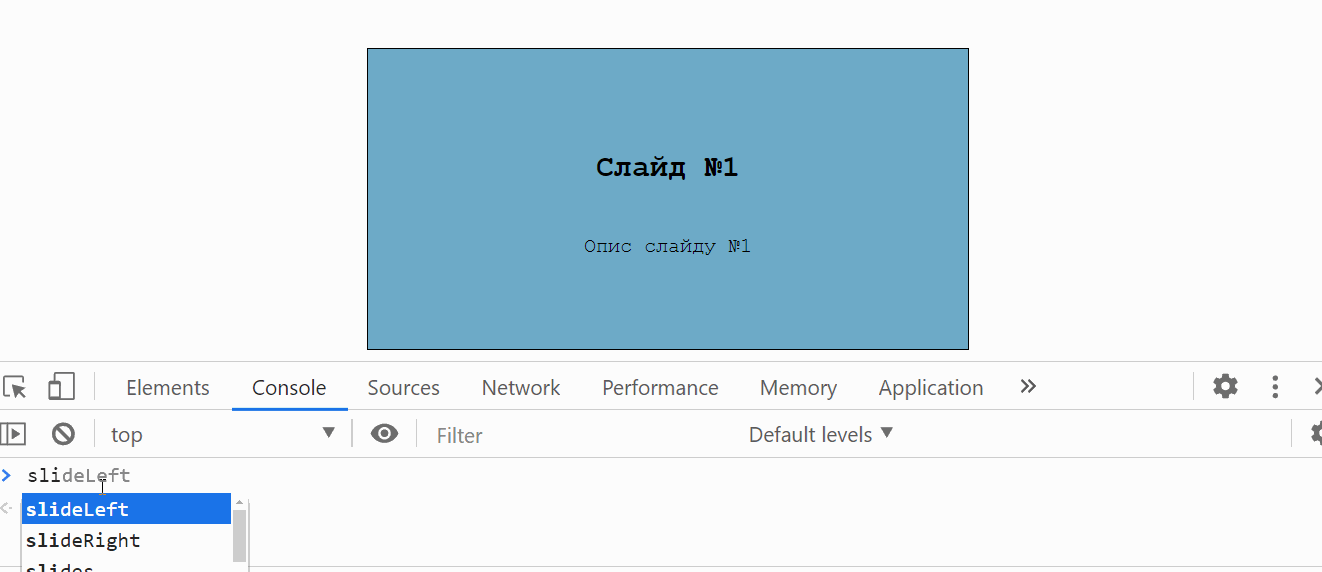 Слайд №1
Опис слайду №1
Elements Console Sources Network Performance Memory Application
top Filter Default levels
slideLeft
slideLeft
slideRight
slides